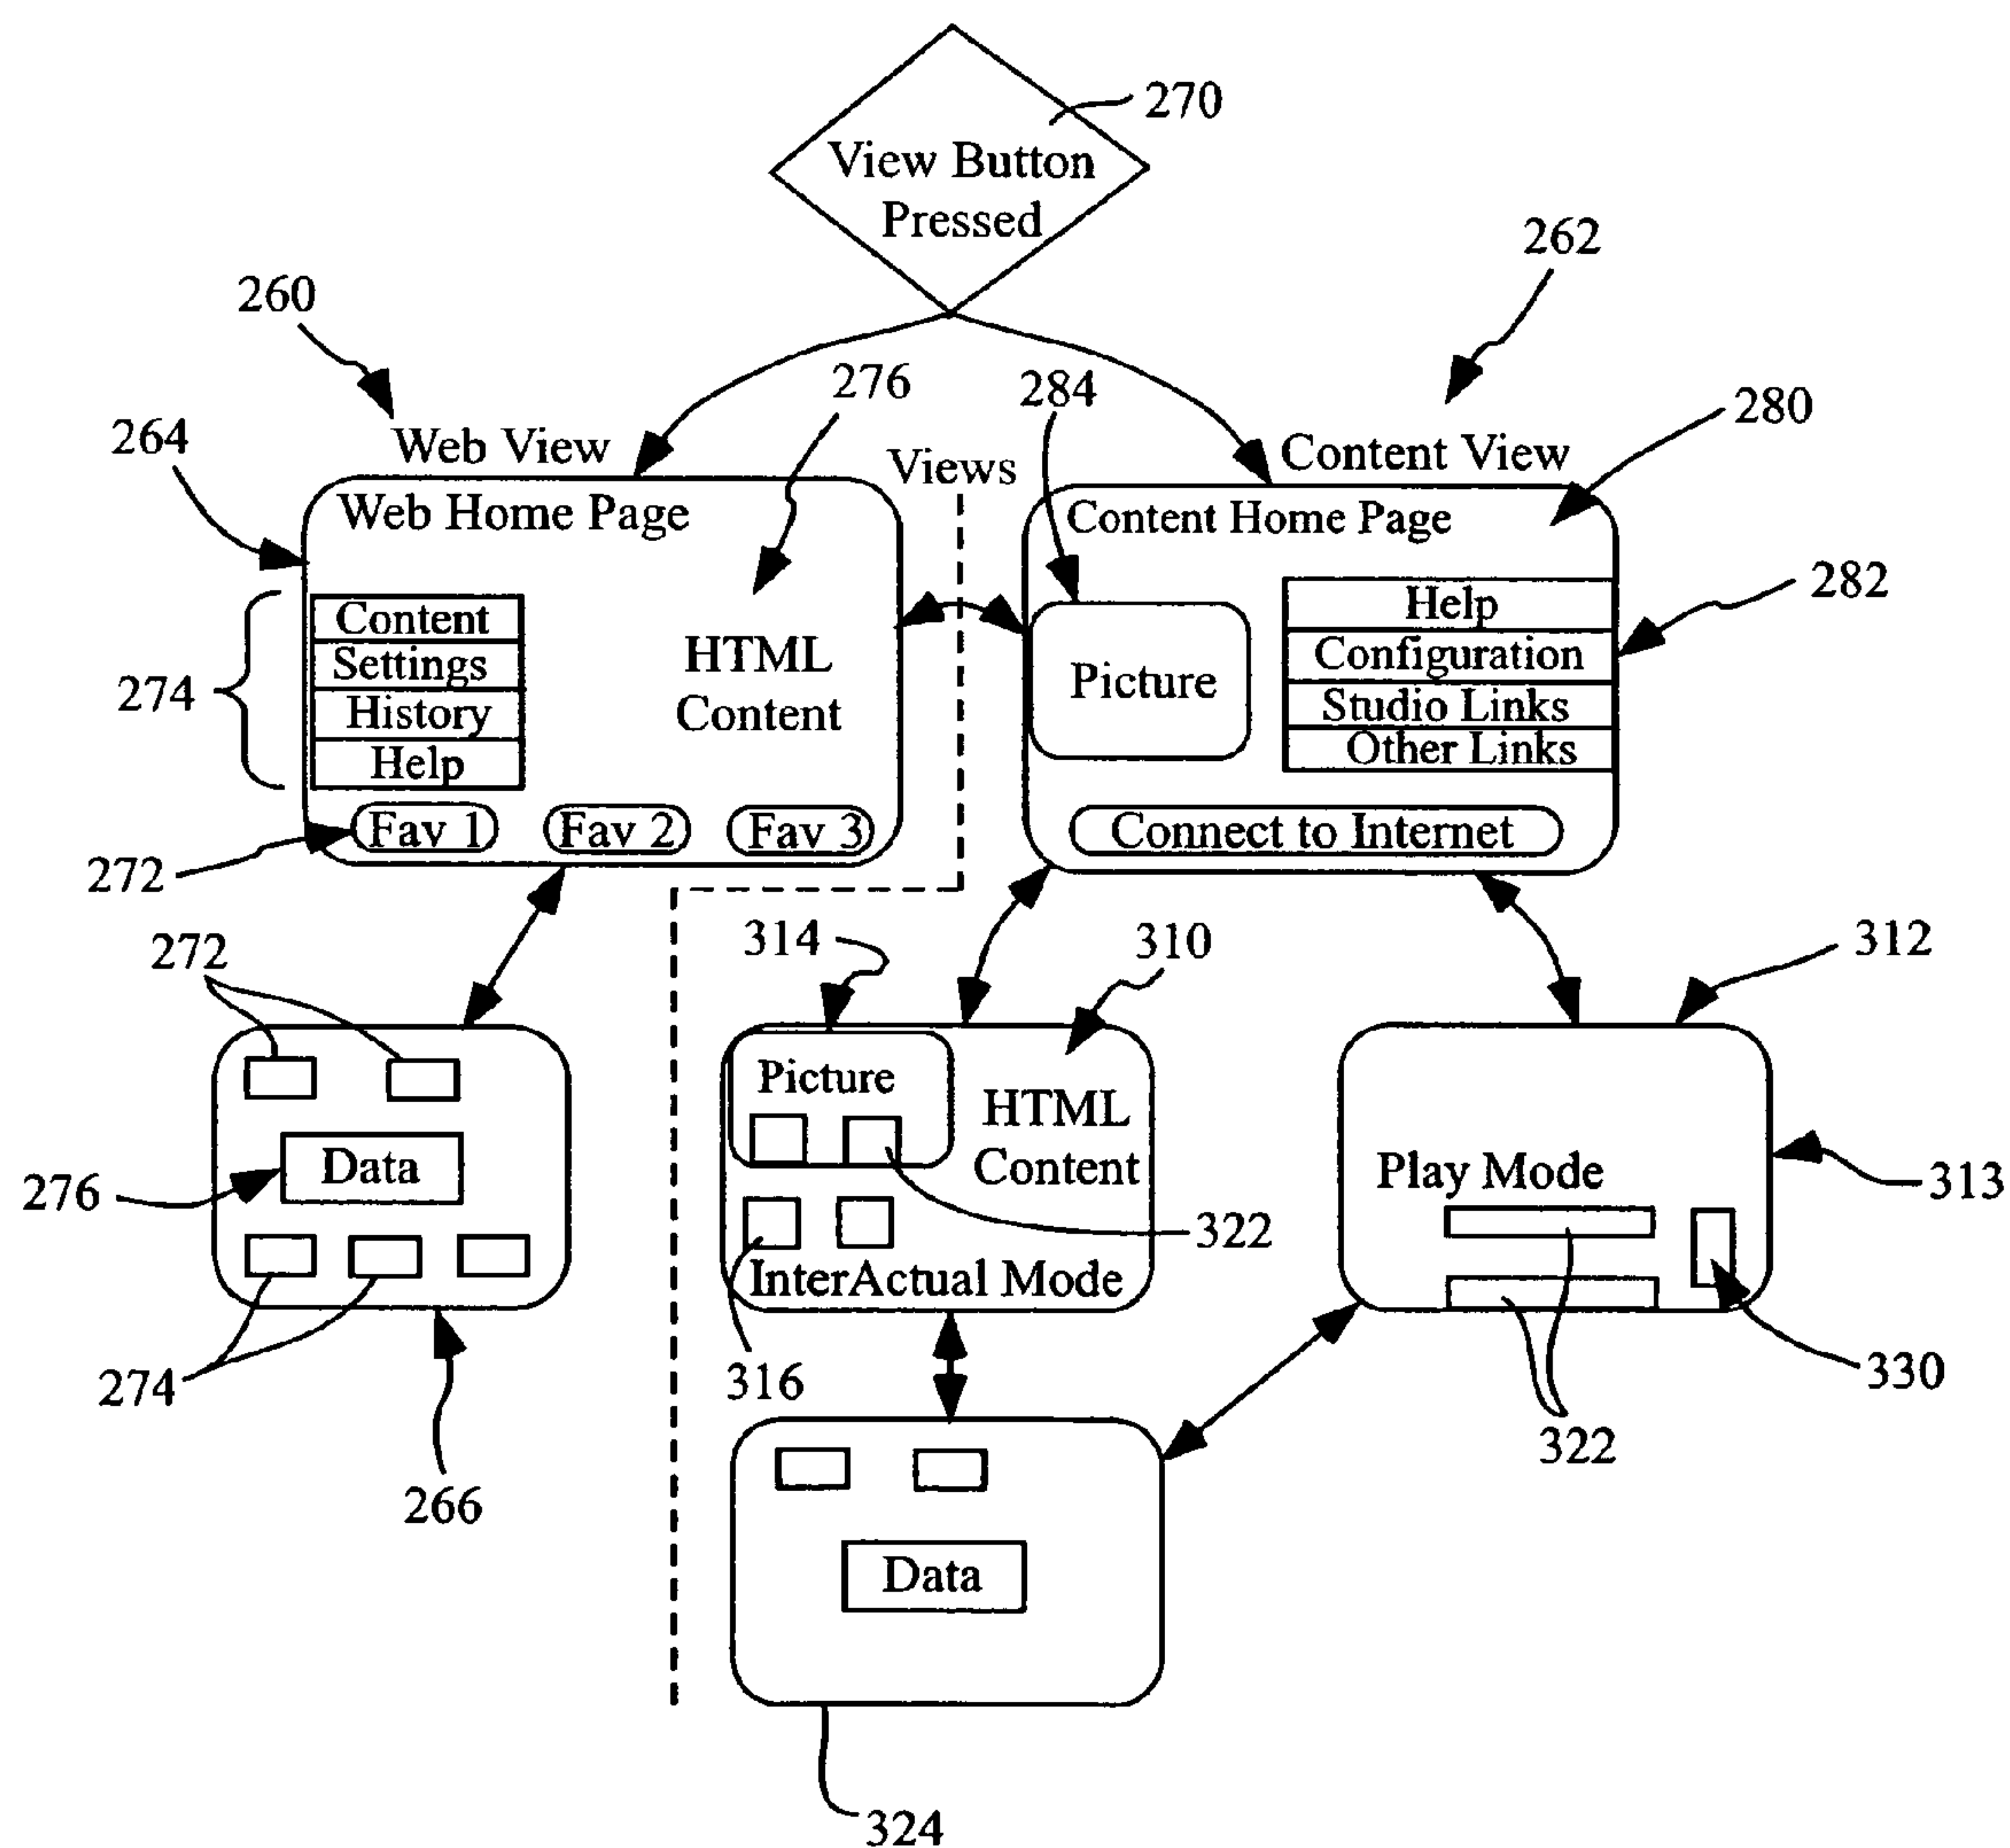 270
View Button
Pressed
262
260
276
284
280
264
Web View
Views
Content View
Web Home Page
Content Home Page
282
Content
Settings
History
Help
274
HTML
Content
Picture
Help
Configuration
Studio Links
Other Links
Fav 1
Fav 2
Fav 3
Connect to Internet
272
272
314
310
312
Picture
HTML
Content
Data
276
Play Mode
313
322
InterActual Mode
274
316
330
322
266
Data
324